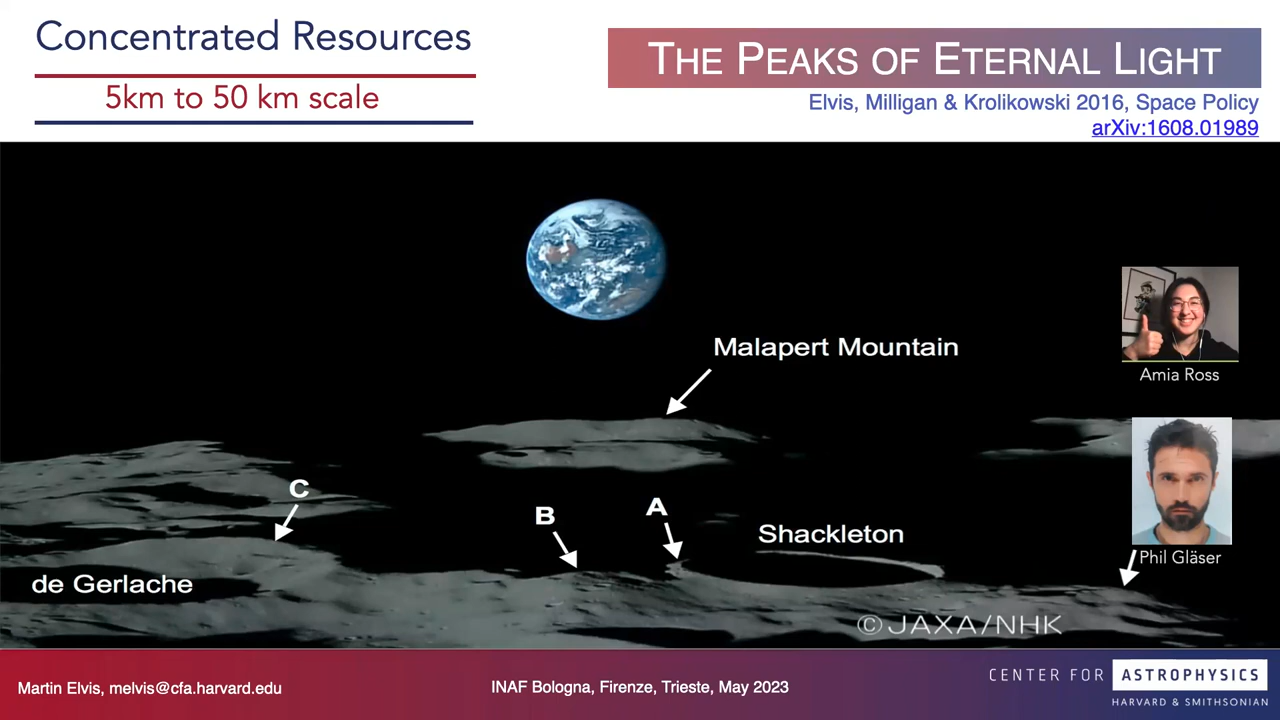 Concentrated Resources
5km to 50 km scale
THE PEAKS OF ETERNAL LIGHT
Elvis, Milligan & Krolikowski 2016, Space Policy
arXiv:1608.01989
Malapert Mountain
Amia Ross
C
B
A
Shackleton
de Gerlache
Phil Gläser
©JAXA/NHK
Martin Elvis, melvis@cfa.harvard.edu
INAF Bologna, Firenze, Trieste, May 2023
CENTER FOR ASTROPHYSICS
HARVARD & SMITHSONIAN